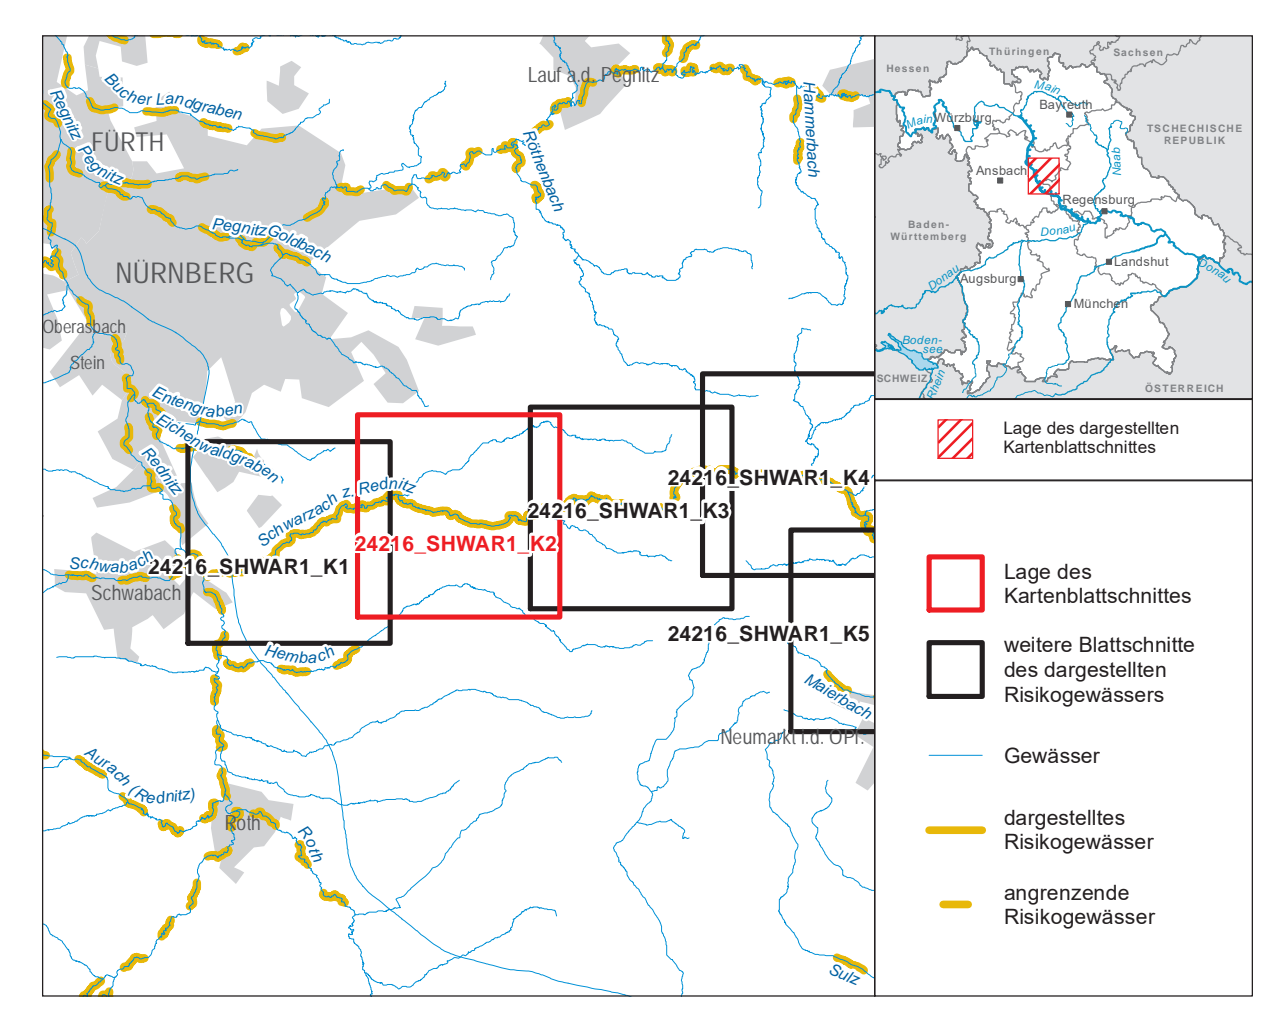 Lauf a.d. Pegnitz
Bucher Landgraben
Regnitz
FÜRTH
Pegnitz
Hammerbach
Röthenbach
Pegnitz
Goldbach
NÜRNBERG
Oberasbach
Stein
Entengraben
Eichenwaldgraben
Rednitz
Schwarzach z. Rednitz
24216_SHWAR1_K4
24216_SHWAR1_K3
24216_SHWAR1_K2
Schwabach
24216_SHWAR1_K1
Schwabach
24216_SHWAR1_K5
Hembach
Maierbach
Neumarkt i.d. OPf.
Aurach (Rednitz)
Roth
Roth
Sulz
Thüringen
Sachsen
Hessen
Main
Bayreuth
Main
Würzburg
TSCHECHISCHE
REPUBLIK
Naab
Ansbach
Regensburg
Baden-
Württemberg
Donau
Landshut
Donau
Donau
Augsburg
München
Boden-
see
SCHWEIZ
Rhein
ÖSTERREICH
Lage des dargestellten
Kartenblattschnittes
Lage des
Kartenblattschnittes
weitere Blattschnitte
des dargestellten
Risikogewässers
Gewässer
dargestelltes
Risikogewässer
angrenzende
Risikogewässer